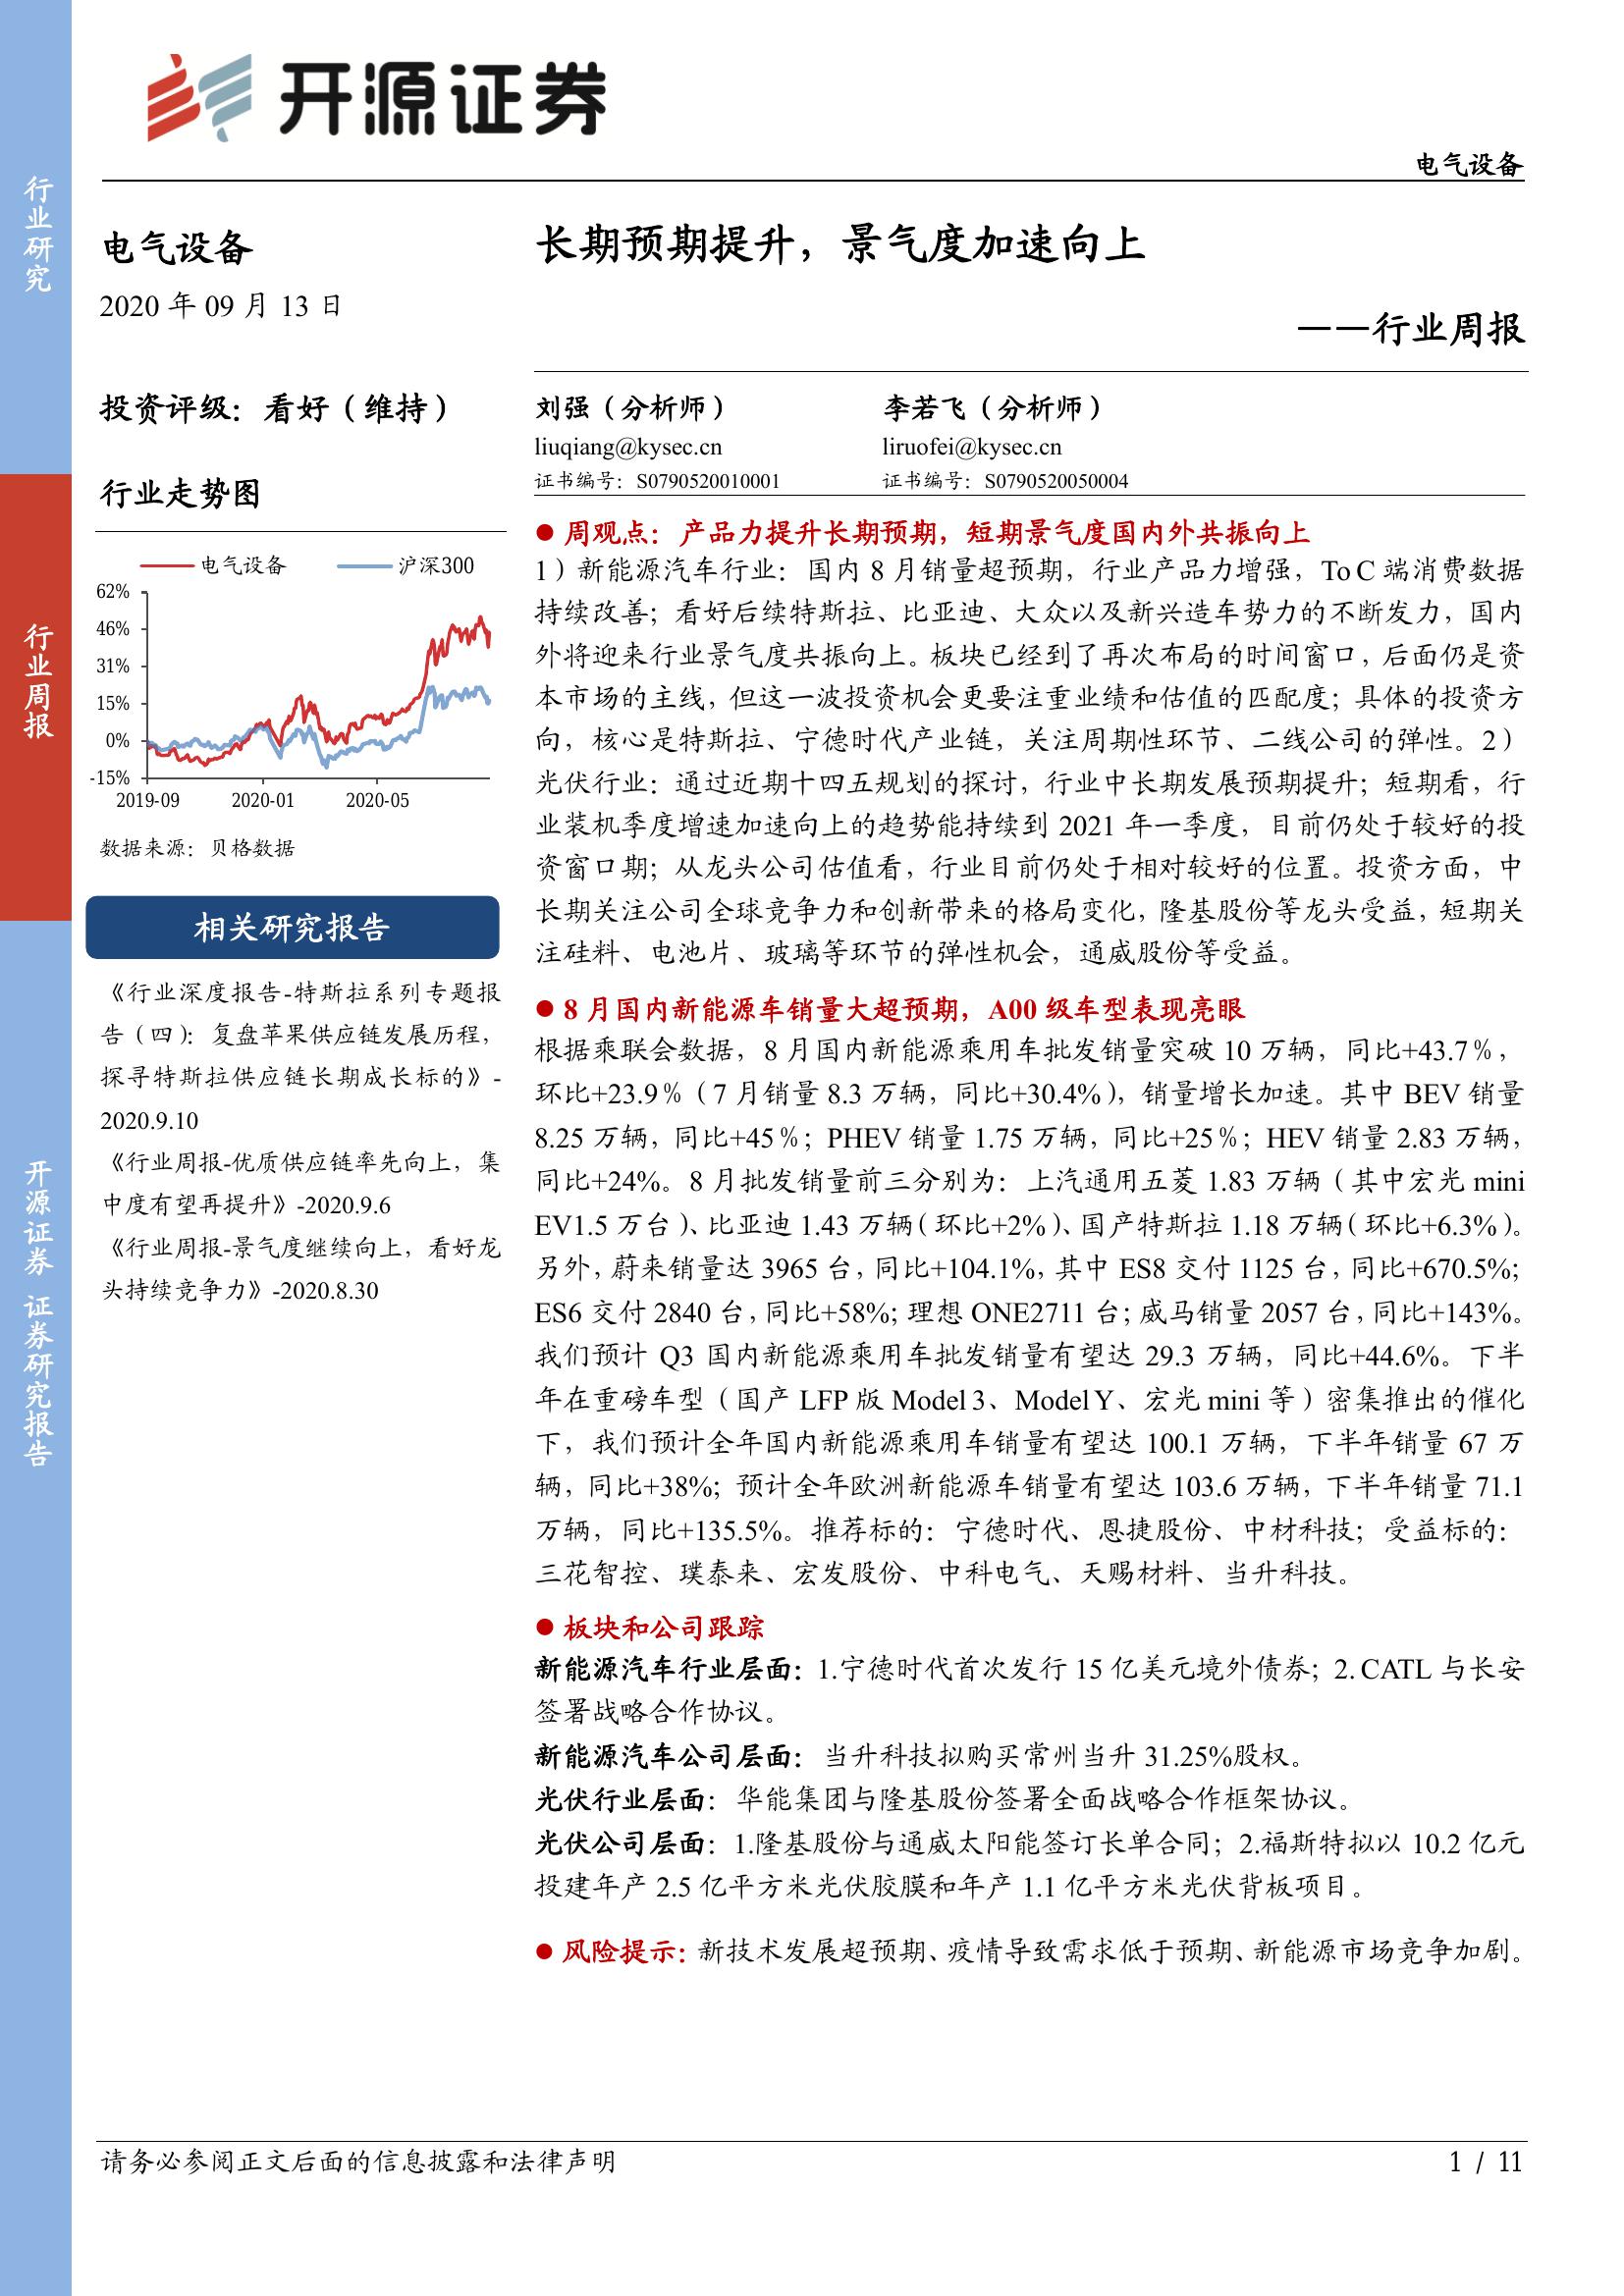 开源证券
电气设备
行业研究
行业周报
开源证券 证券研究报告
电气设备
2020 年 09 月 13 日
投资评级：看好（维持）
行业走势图
电气设备 沪深300
62%
46%
31%
15%
0%
-15%
2019-09 2020-01 2020-05
数据来源：贝格数据
相关研究报告
《行业深度报告-特斯拉系列专题报
告（四）：复盘苹果供应链发展历程，
探寻特斯拉供应链长期成长标的》-
2020.9.10
《行业周报-优质供应链率先向上，集
中度有望再提升》-2020.9.6
《行业周报-景气度继续向上，看好龙
头持续竞争力》-2020.8.30
长期预期提升，景气度加速向上
——行业周报
刘强（分析师） 李若飞（分析师）
liuqiang@kysec.cn liruofei@kysec.cn
证书编号：S0790520010001 证书编号：S0790520050004
● 周观点：产品力提升长期预期，短期景气度国内外共振向上
1）新能源汽车行业：国内 8 月销量超预期，行业产品力增强，To C 端消费数据
持续改善；看好后续特斯拉、比亚迪、大众以及新兴造车势力的不断发力，国内
外将迎来行业景气度共振向上。板块已经到了再次布局的时间窗口，后面仍是资
本市场的主线，但这一波投资机会更要注重业绩和估值的匹配度；具体的投资方
向，核心是特斯拉、宁德时代产业链，关注周期性环节、二线公司的弹性。2）
光伏行业：通过近期十四五规划的探讨，行业中长期发展预期提升；短期看，行
业装机季度增速加速向上的趋势能持续到 2021 年一季度，目前仍处于较好的投
资窗口期；从龙头公司估值看，行业目前仍处于相对较好的位置。投资方面，中
长期关注公司全球竞争力和创新带来的格局变化，隆基股份等龙头受益，短期关
注硅料、电池片、玻璃等环节的弹性机会，通威股份等受益。
● 8 月国内新能源车销量大超预期，A00 级车型表现亮眼
根据乘联会数据，8 月国内新能源乘用车批发销量突破 10 万辆，同比+43.7％，
环比+23.9％（7 月销量 8.3 万辆，同比+30.4%），销量增长加速。其中 BEV 销量
8.25 万辆，同比+45％；PHEV 销量 1.75 万辆，同比+25％；HEV 销量 2.83 万辆，
同比+24%。8 月批发销量前三分别为：上汽通用五菱 1.83 万辆（其中宏光 mini
EV1.5 万台）、比亚迪 1.43 万辆（环比+2%）、国产特斯拉 1.18 万辆（环比+6.3%）。
另外，蔚来销量达 3965 台，同比+104.1%，其中 ES8 交付 1125 台，同比+670.5%；
ES6 交付 2840 台，同比+58%；理想 ONE2711 台；威马销量 2057 台，同比+143%。
我们预计 Q3 国内新能源乘用车批发销量有望达 29.3 万辆，同比+44.6%。下半
年在重磅车型（国产 LFP 版 Model 3、Model Y、宏光 mini 等）密集推出的催化
下，我们预计全年国内新能源乘用车销量有望达 100.1 万辆，下半年销量 67 万
辆，同比+38%；预计全年欧洲新能源车销量有望达 103.6 万辆，下半年销量 71.1
万辆，同比+135.5%。推荐标的：宁德时代、恩捷股份、中材科技；受益标的：
三花智控、璞泰来、宏发股份、中科电气、天赐材料、当升科技。
● 板块和公司跟踪
新能源汽车行业层面：1.宁德时代首次发行 15 亿美元境外债券；2. CATL 与长安
签署战略合作协议。
新能源汽车公司层面：当升科技拟购买常州当升 31.25%股权。
光伏行业层面：华能集团与隆基股份签署全面战略合作框架协议。
光伏公司层面：1.隆基股份与通威太阳能签订长单合同；2.福斯特拟以 10.2 亿元
投建年产 2.5 亿平方米光伏胶膜和年产 1.1 亿平方米光伏背板项目。
● 风险提示：新技术发展超预期、疫情导致需求低于预期、新能源市场竞争加剧。
请务必参阅正文后面的信息披露和法律声明 1 / 11